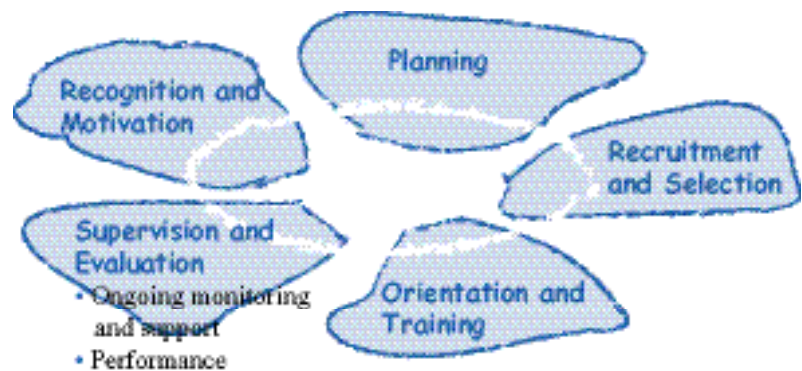 Planning
Recognition and
Motivation
Recruitment
and Selection
Supervision and
Evaluation
• Ongoing monitoring
and support
• Performance
Orientation and
Training